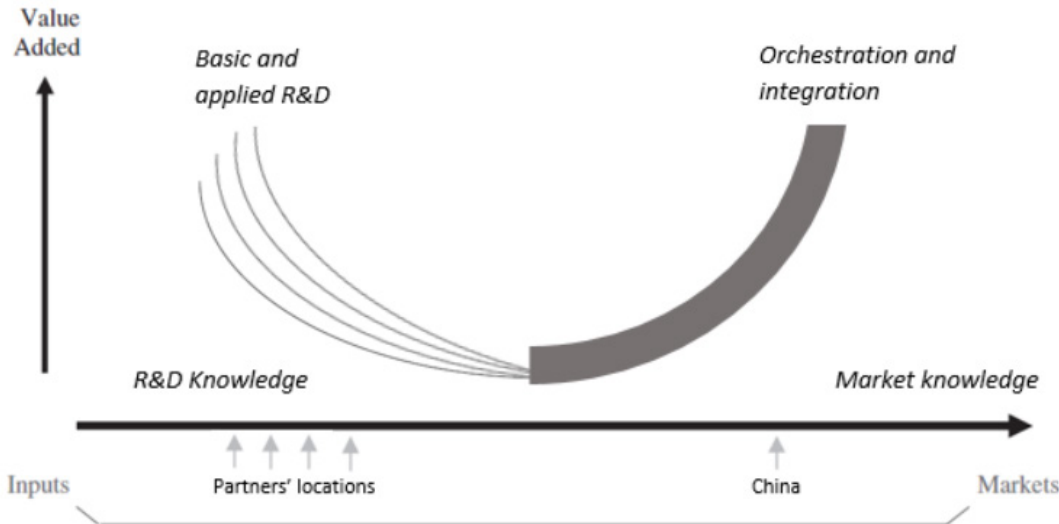 Value
Added
Basic and
applied R&D
Orchestration and
integration
R&D Knowledge
Market knowledge
Inputs
Partners' locations
China
Markets